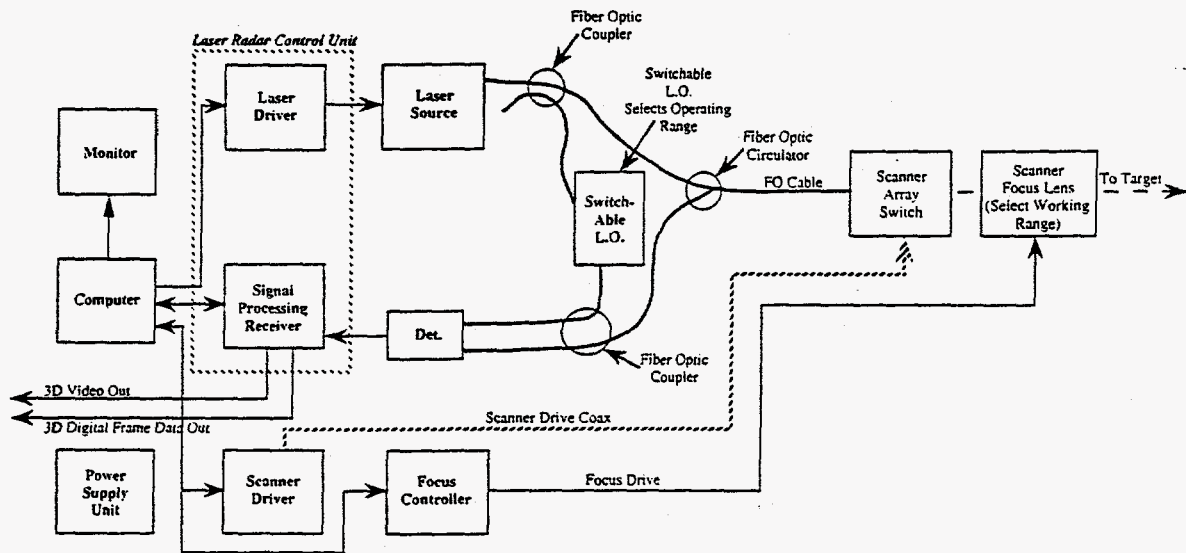 Fiber Optic
Coupler
Laser Radar Control Unit
Switchable
L.O.
Selects Operating
Range
Laser
Driver
Laser
Source
Monitor
Fiber Optic
Circulator
FO Cable
Scanner
Array
Switch
Scanner
Focus Lens
(Select Working
Range)
To Target
Switch-
Able
L.O.
Computer
Signal
Processing
Receiver
Det.
Fiber Optic
Coupler
3D Video Out
3D Digital Frame Data Out
Scanner Drive Coax
Power
Supply
Unit
Scanner
Driver
Focus
Controller
Focus Drive